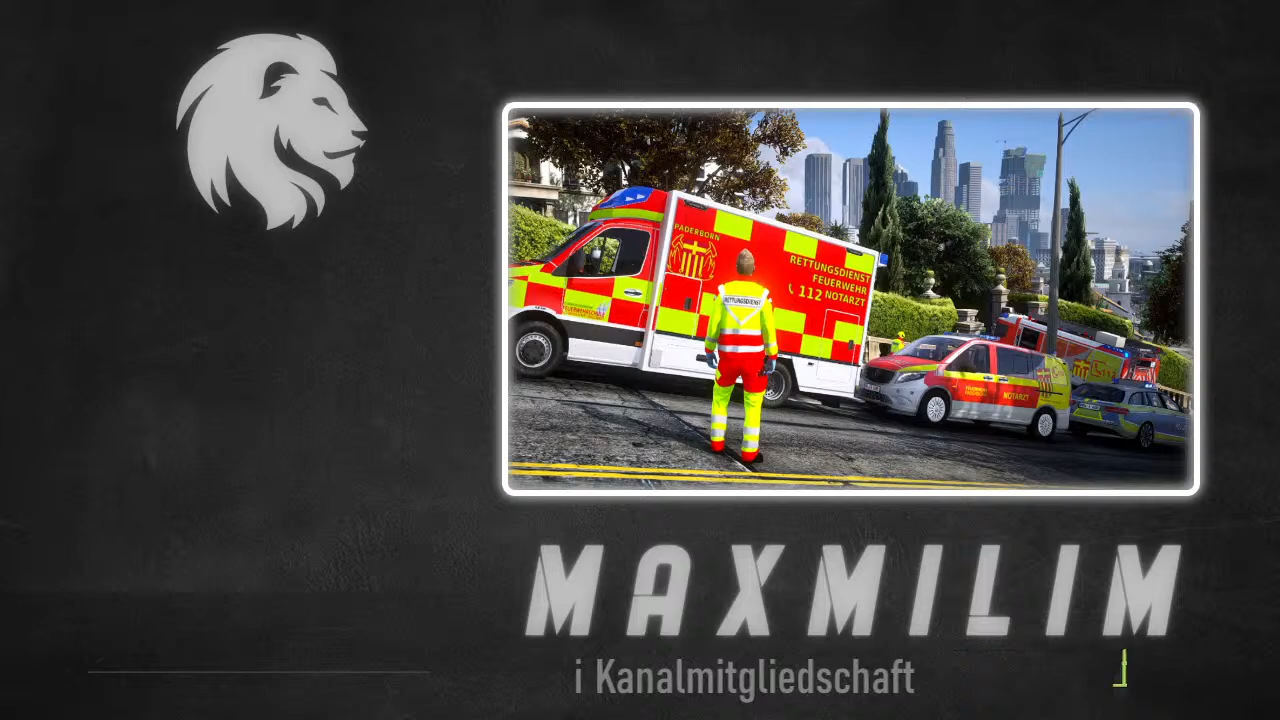 PADERBORN
RETTUNGSDIENST
FEUERWEHR
112 NOTARZT
RETTUNGSDIENST
NOTARZT
MAXMILIM
i Kanalmitgliedschaft